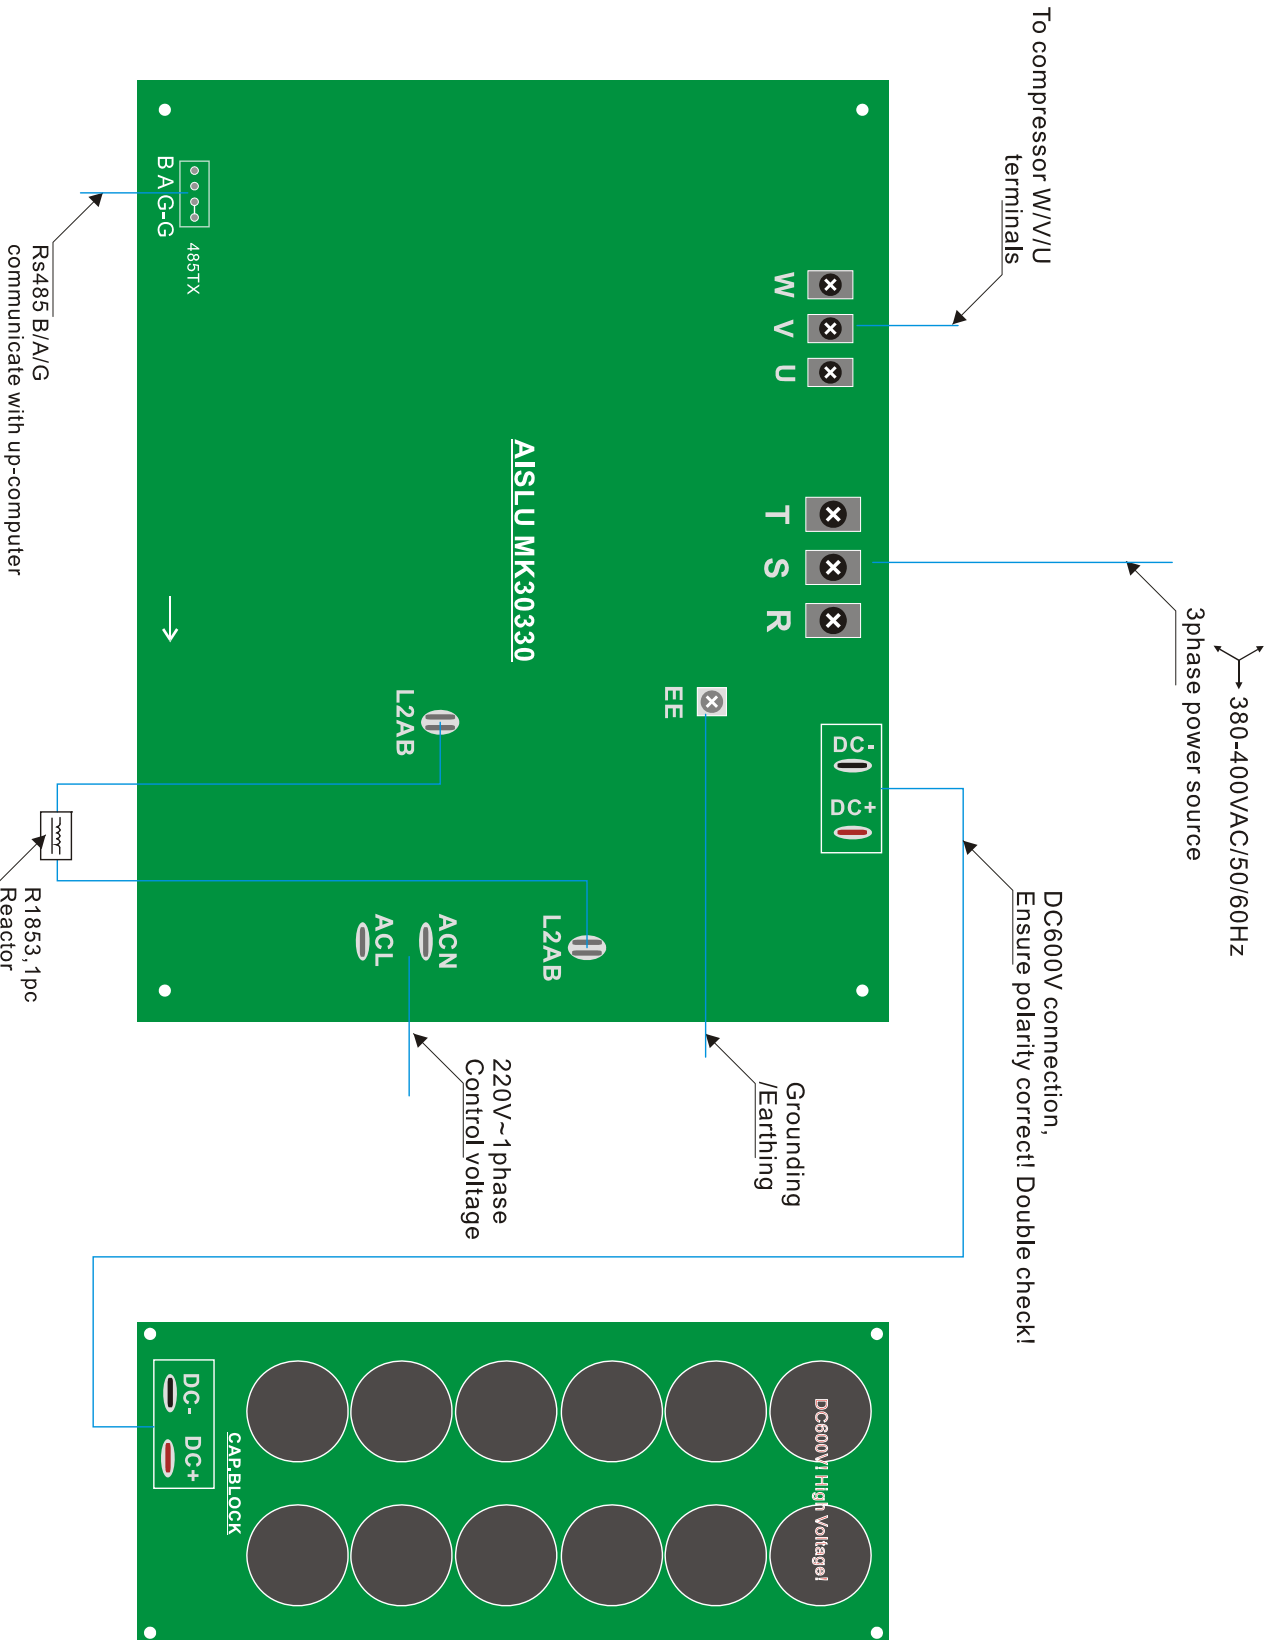 To compressor W/V/U
terminals
380-400VAC/50/60Hz
3phase power source
DC600V connection,
Ensure polarity correct! Double check!
W
V
U
T
S
R
DC-
DC+
EE
Grounding
/Earthing
AISLU MK30330
L2AB
L2AB
ACN
ACL
220V~1phase
Control voltage
485TX
B A G-G
Rs485 B/A/G
communicate with up-computer
R1853,1pc
Reactor
DC600V! High Voltage!
CAP,BLOCK
DC-
DC+